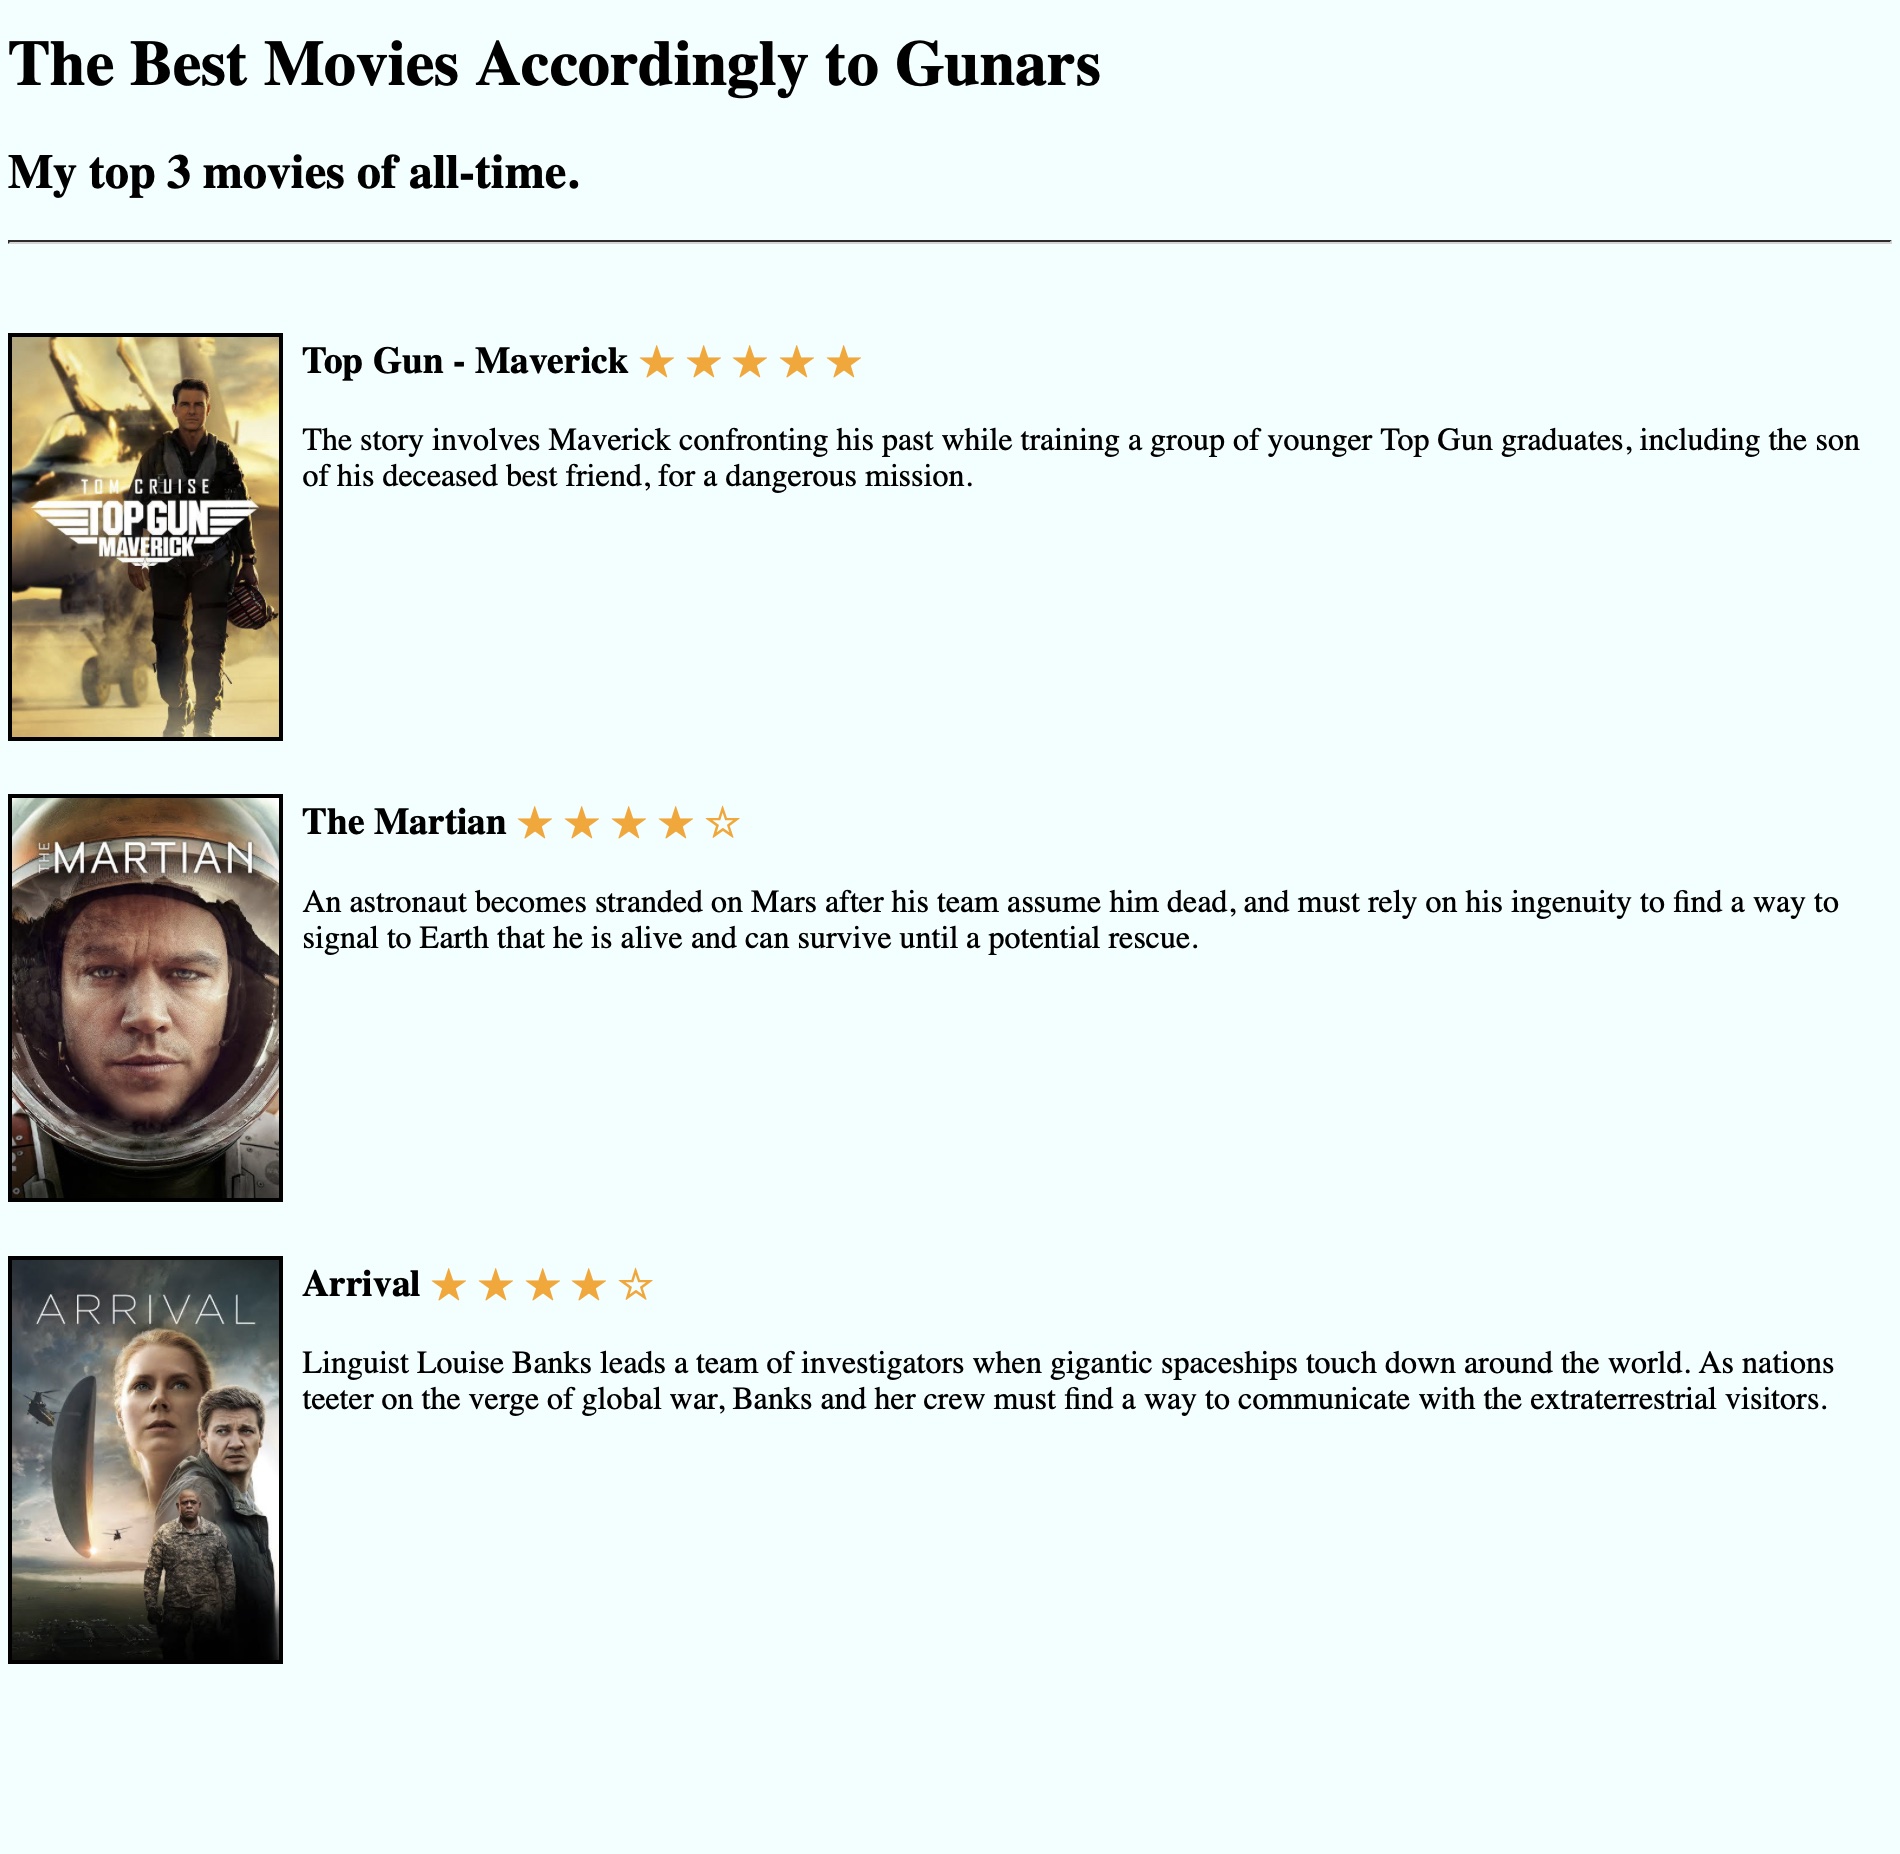 The Best Movies Accordingly to Gunars
My top 3 movies of all-time.
TOM CRUISE
TOP GUN
MAVERICK
Top Gun - Maverick ★ ★ ★ ★ ★
The story involves Maverick confronting his past while training a group of younger Top Gun graduates, including the son
of his deceased best friend, for a dangerous mission.
THE MARTIAN
The Martian ★ ★ ★ ★ ☆
An astronaut becomes stranded on Mars after his team assume him dead, and must rely on his ingenuity to find a way to
signal to Earth that he is alive and can survive until a potential rescue.
ARRIVAL
Arrival ★ ★ ★ ★ ☆
Linguist Louise Banks leads a team of investigators when gigantic spaceships touch down around the world. As nations
teeter on the verge of global war, Banks and her crew must find a way to communicate with the extraterrestrial visitors.